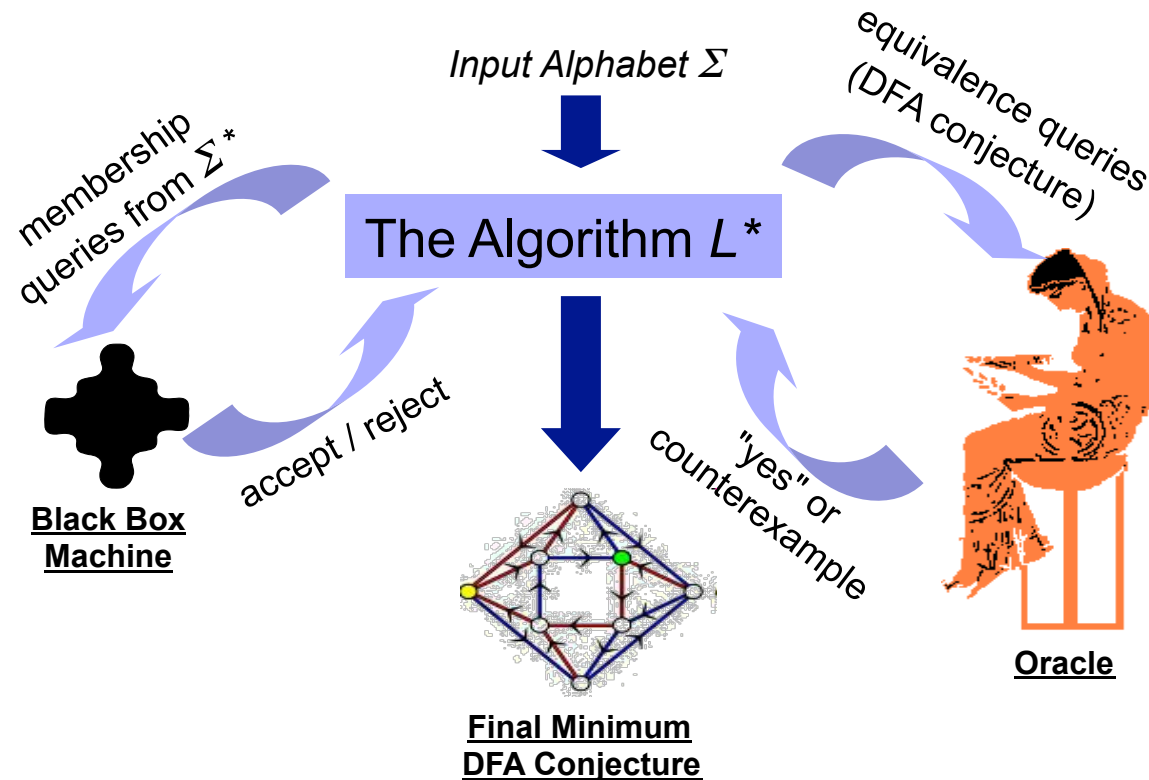 Input Alphabet Σ
equivalence queries
(DFA conjecture)
membership
queries from Σ*
The Algorithm L*
accept / reject
"yes" or
counterexample
Black Box
Machine
Oracle
Final Minimum
DFA Conjecture